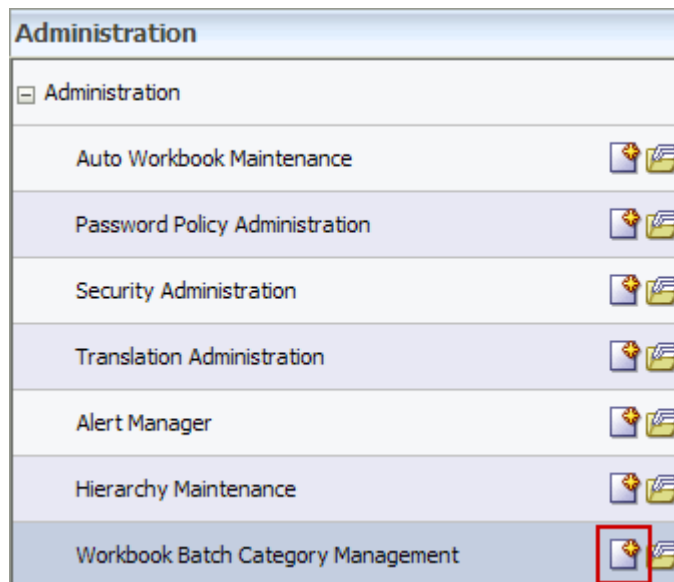 Administration
Administration
Auto Workbook Maintenance
Password Policy Administration
Security Administration
Translation Administration
Alert Manager
Hierarchy Maintenance
Workbook Batch Category Management